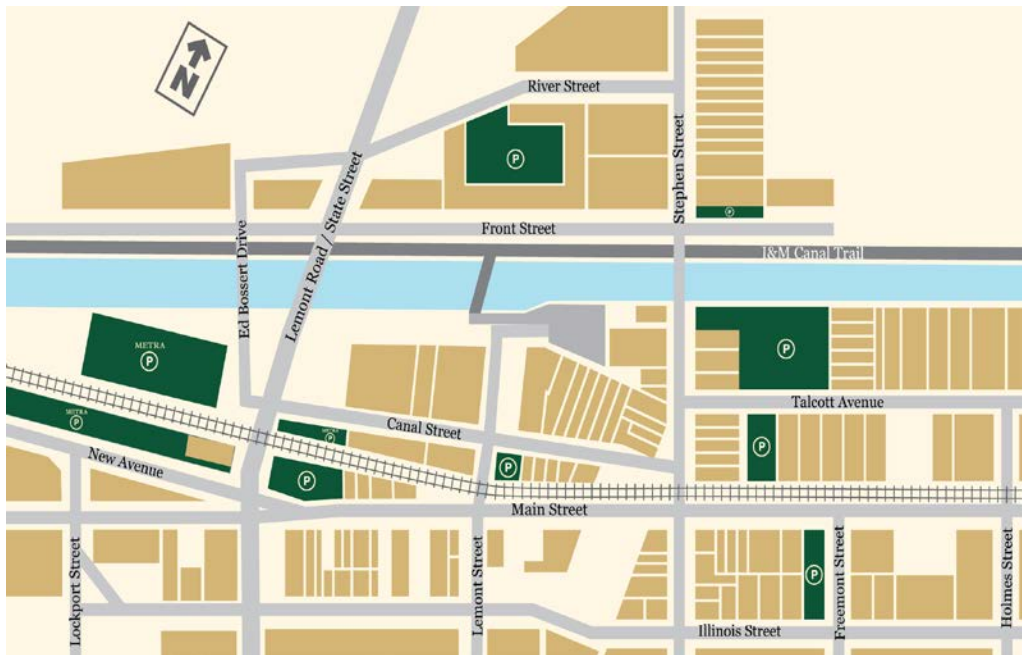 N
River Street
P
Stephen Street
P
Lemont Road / State Street
Front Street
Ed Bossert Drive
I&M Canal Trail
METRA
P
P
Talcott Avenue
METRA
P
METRA
P
Canal Street
P
P
P
New Avenue
Main Street
Lockport Street
Lemont Street
P
Freemont Street
Holmes Street
Illinois Street